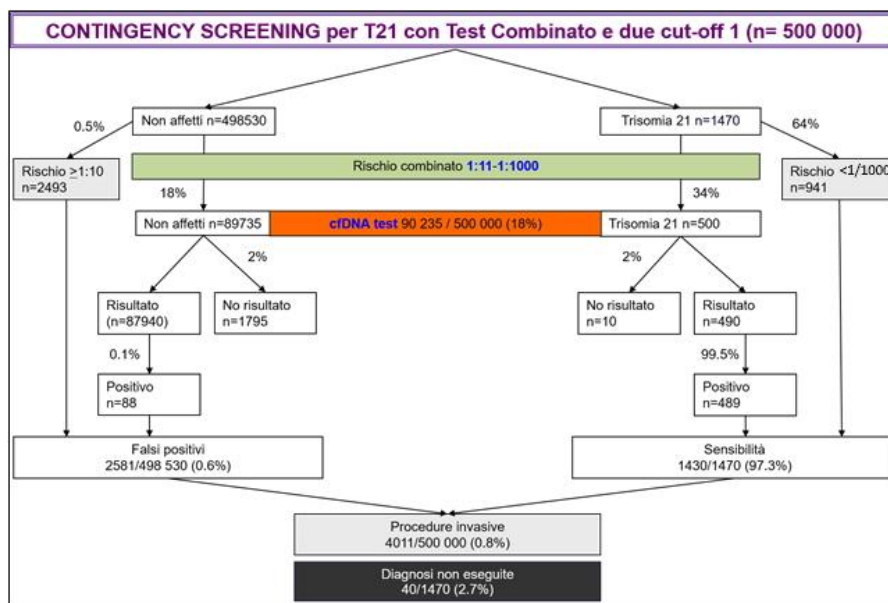 CONTINGENCY SCREENING per T21 con Test Combinato e due cut-off 1 (n= 500 000)
0.5%
Non affetti n=498530
Trisomia 21 n=1470
64%
Rischio ≥1:10
n=2493
Rischio combinato 1:11-1:1000
Rischio <1/1000
n=941
18%
34%
Non affetti n=89735
cfDNA test 90 235 / 500 000 (18%)
Trisomia 21 n=500
2%
2%
Risultato
(n=87940)
No risultato
n=1795
No risultato
n=10
Risultato
n=490
0.1%
99.5%
Positivo
n=88
Positivo
n=489
Falsi positivi
2581/498 530 (0.6%)
Sensibilità
1430/1470 (97.3%)
Procedure invasive
4011/500 000 (0.8%)
Diagnosi non eseguite
40/1470 (2.7%)